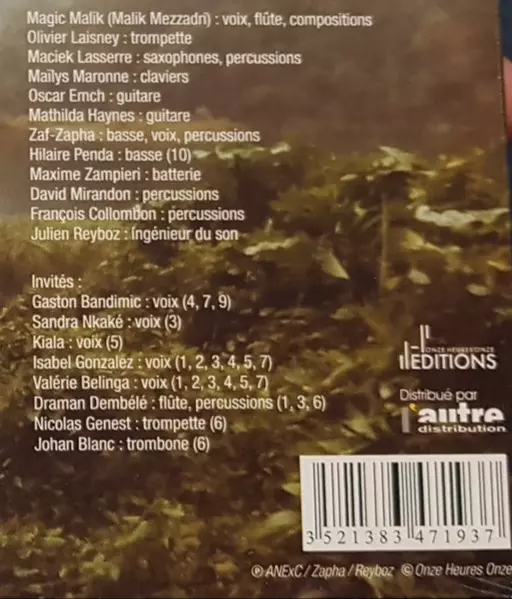 Magic Malik (Malik Mezzadri) : voix, flûte, compositions
Olivier Laisney : trompette
Maciek Lasserre : saxophones, percussions
Maïlys Maronne : claviers
Oscar Emch : guitare
Mathilda Haynes : guitare
Zaf-Zapha : basse, voix, percussions
Hilaire Penda : basse (10)
Maxime Zampieri : batterie
David Mirandon : percussions
François Collombon : percussions
Julien Reyboz : Ingénieur du son
Invités :
Gaston Bandimic : voix (4, 7, 9)
Sandra Nkaké : voix (3)
Kiala : voix (5)
Isabel Gonzalez : voix (1, 2, 3, 4, 5, 7)
Valérie Belinga : voix (1, 2, 3, 4, 5, 7)
Draman Dembélé : flûte, percussions (1, 3, 6)
Nicolas Genest : trompette (6)
Johan Blanc : trombone (6)
ONZE HEURES ONZE
EDITIONS
Distribué par
l'autre
distribution
3 521383 471937
℗ ANExC / Zapha / Reyboz © Onze Heures Onze